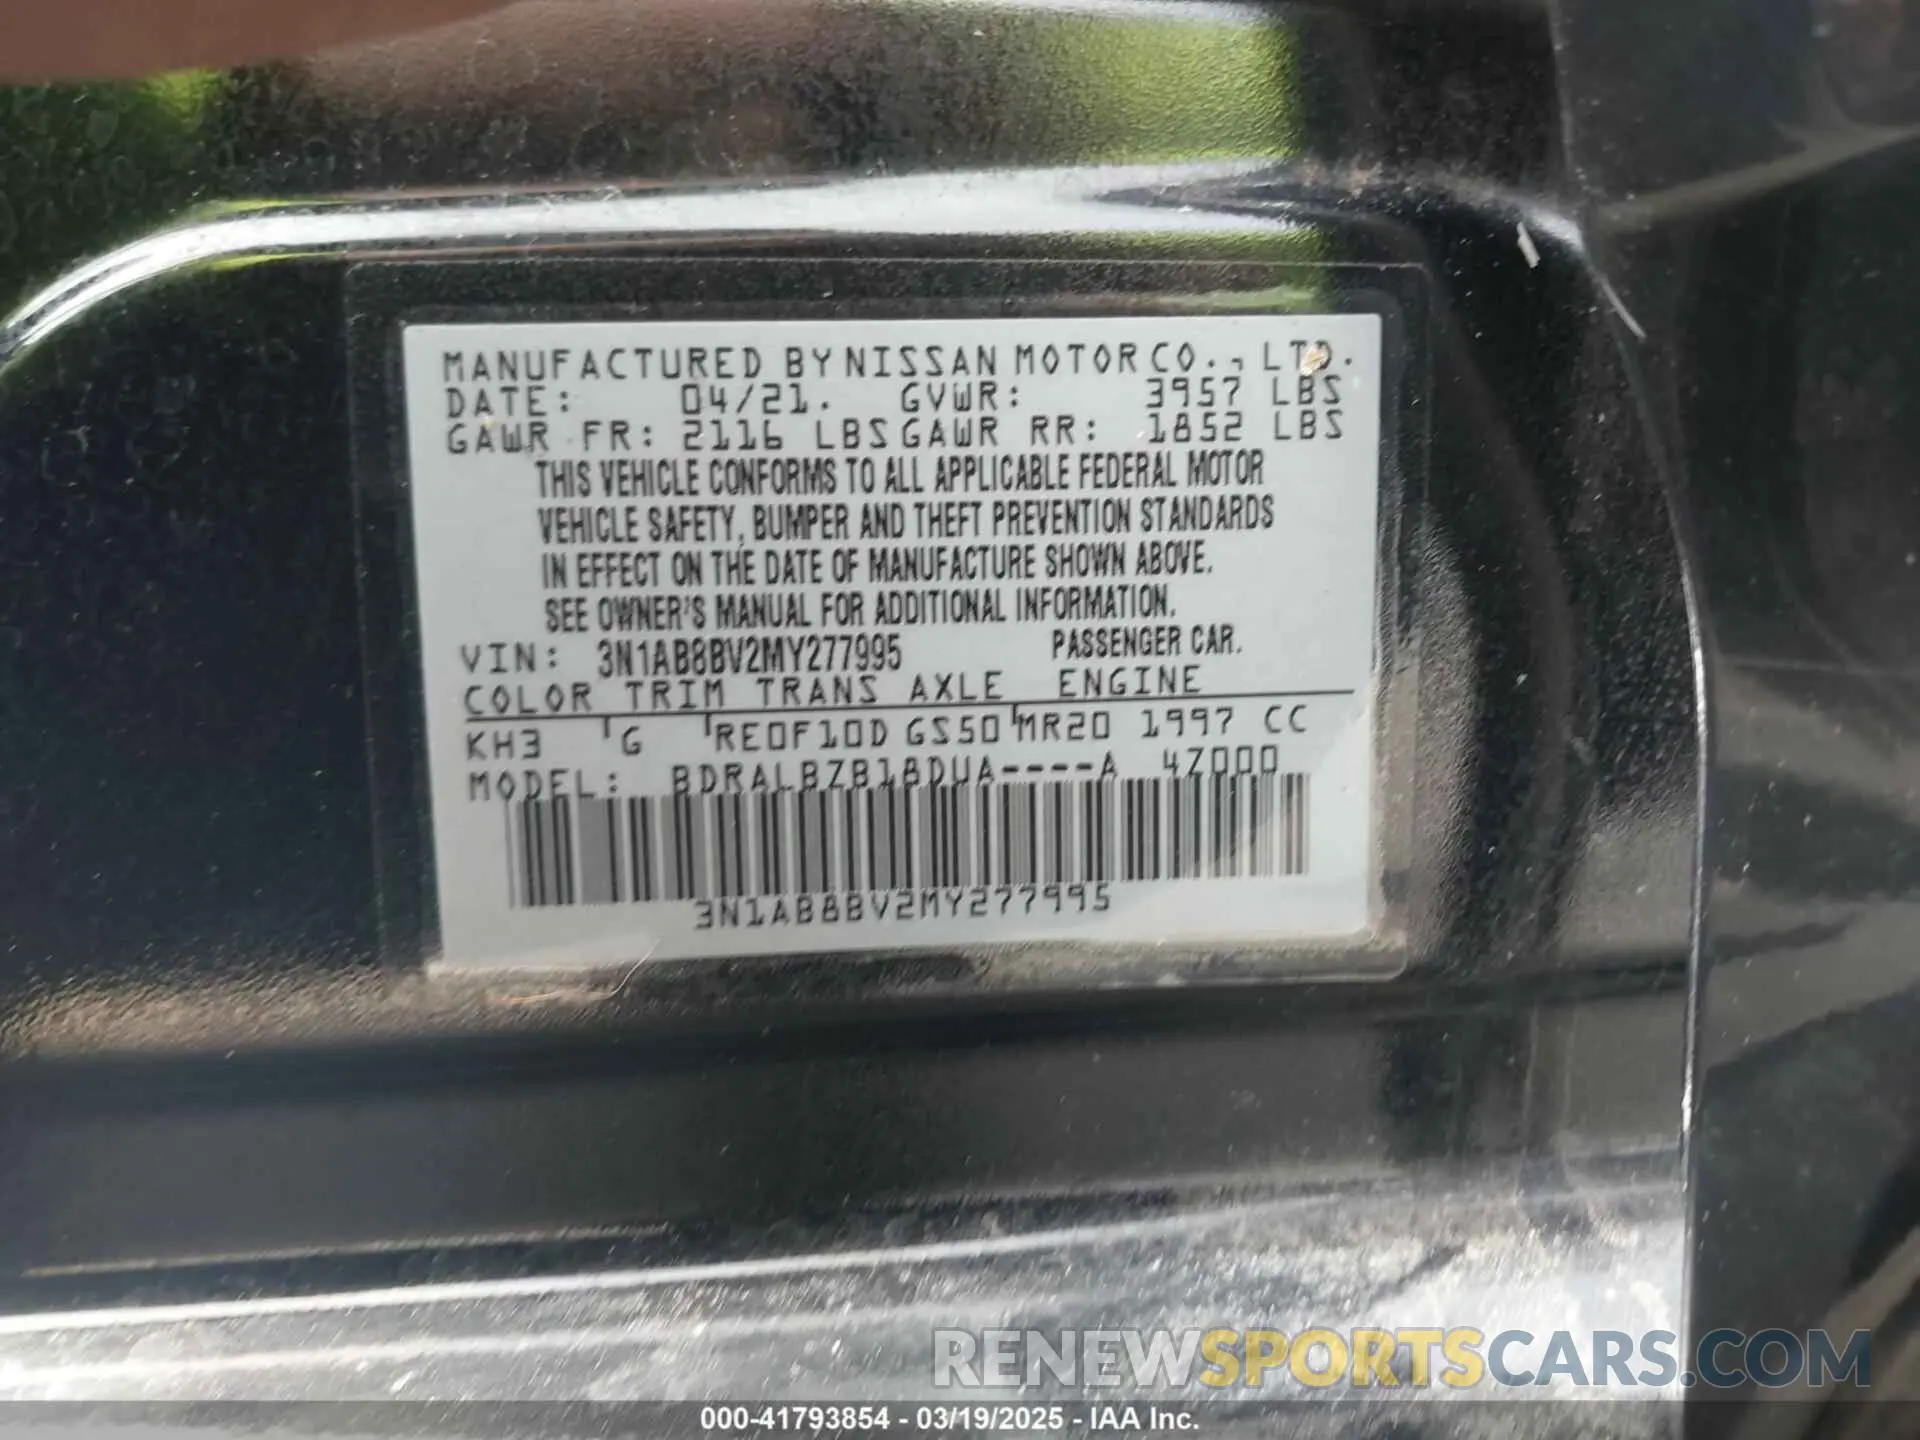 MANUFACTURED BY NISSAN MOTOR CO., LTD.
DATE: 04/21. GVWR: 3957 LBS
GAWR FR: 2116 LBS GAWR RR: 1852 LBS
THIS VEHICLE CONFORMS TO ALL APPLICABLE FEDERAL MOTOR
VEHICLE SAFETY, BUMPER AND THEFT PREVENTION STANDARDS
IN EFFECT ON THE DATE OF MANUFACTURE SHOWN ABOVE.
SEE OWNER'S MANUAL FOR ADDITIONAL INFORMATION.
VIN: 3N1AB8BV2MY277995 PASSENGER CAR.
COLOR TRIM TRANS AXLE ENGINE
KH3 G RE0F10D GS50 MR20 1997 CC
MODEL: BDRALBZB18DUA----A 47000
3N1AB8BV2MY277995
RENEWSPORTSCARS.COM
000-41793854 - 03/19/2025 - IAA Inc.